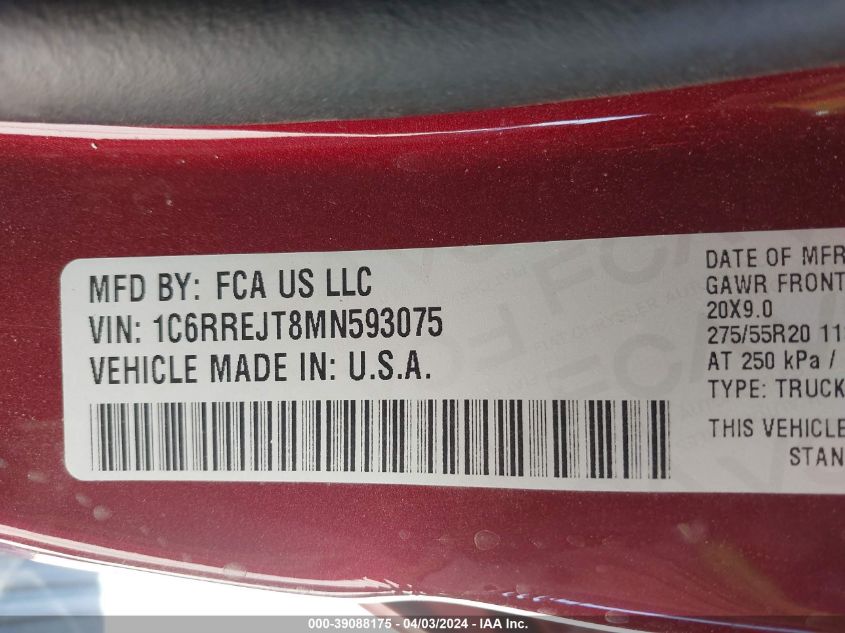 MFD BY: FCA US LLC
VIN: 1C6RREJT8MN593075
VEHICLE MADE IN: U.S.A.
DATE OF MFR
GAWR FRONT
20X9.0
275/55R20 11
AT 250 kPa /
TYPE: TRUCK
THIS VEHICLE
STAN
000-39088175 - 04/03/2024 - IAA, Inc.